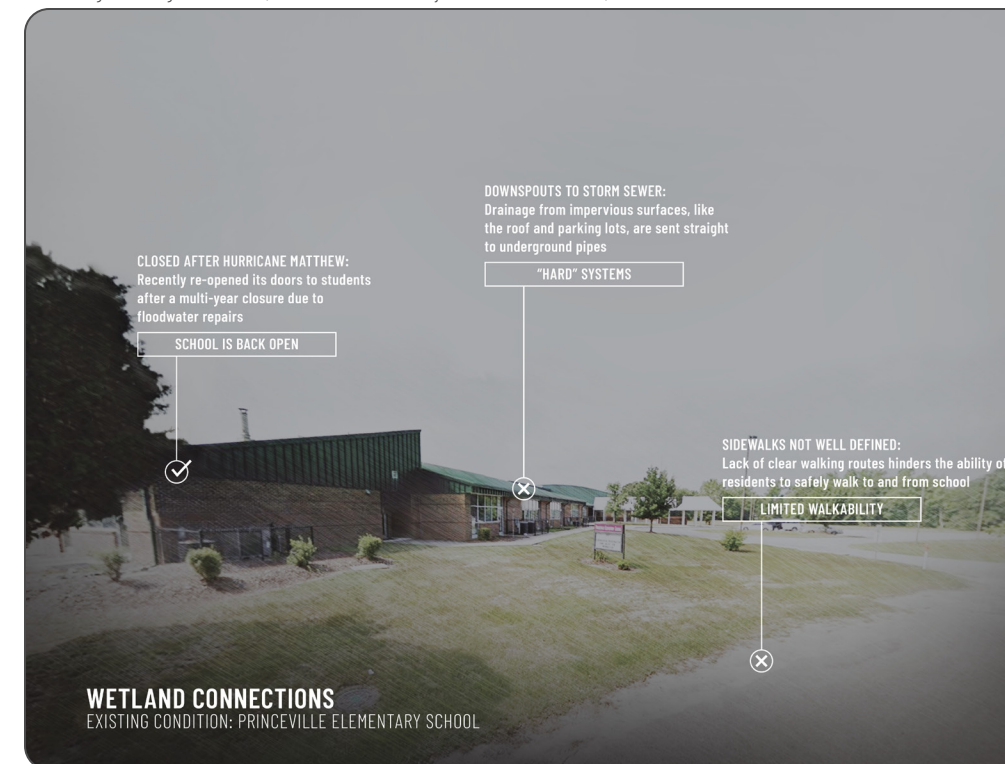 DOWNSPOUTS TO STORM SEWER:
Drainage from impervious surfaces, like
the roof and parking lots, are sent straight
to underground pipes
"HARD" SYSTEMS
CLOSED AFTER HURRICANE MATTHEW:
Recently re-opened its doors to students
after a multi-year closure due to
floodwater repairs
SCHOOL IS BACK OPEN
SIDEWALKS NOT WELL DEFINED:
Lack of clear walking routes hinders the ability of
residents to safely walk to and from school
LIMITED WALKABILITY
WETLAND CONNECTIONS
EXISTING CONDITION: PRINCEVILLE ELEMENTARY SCHOOL